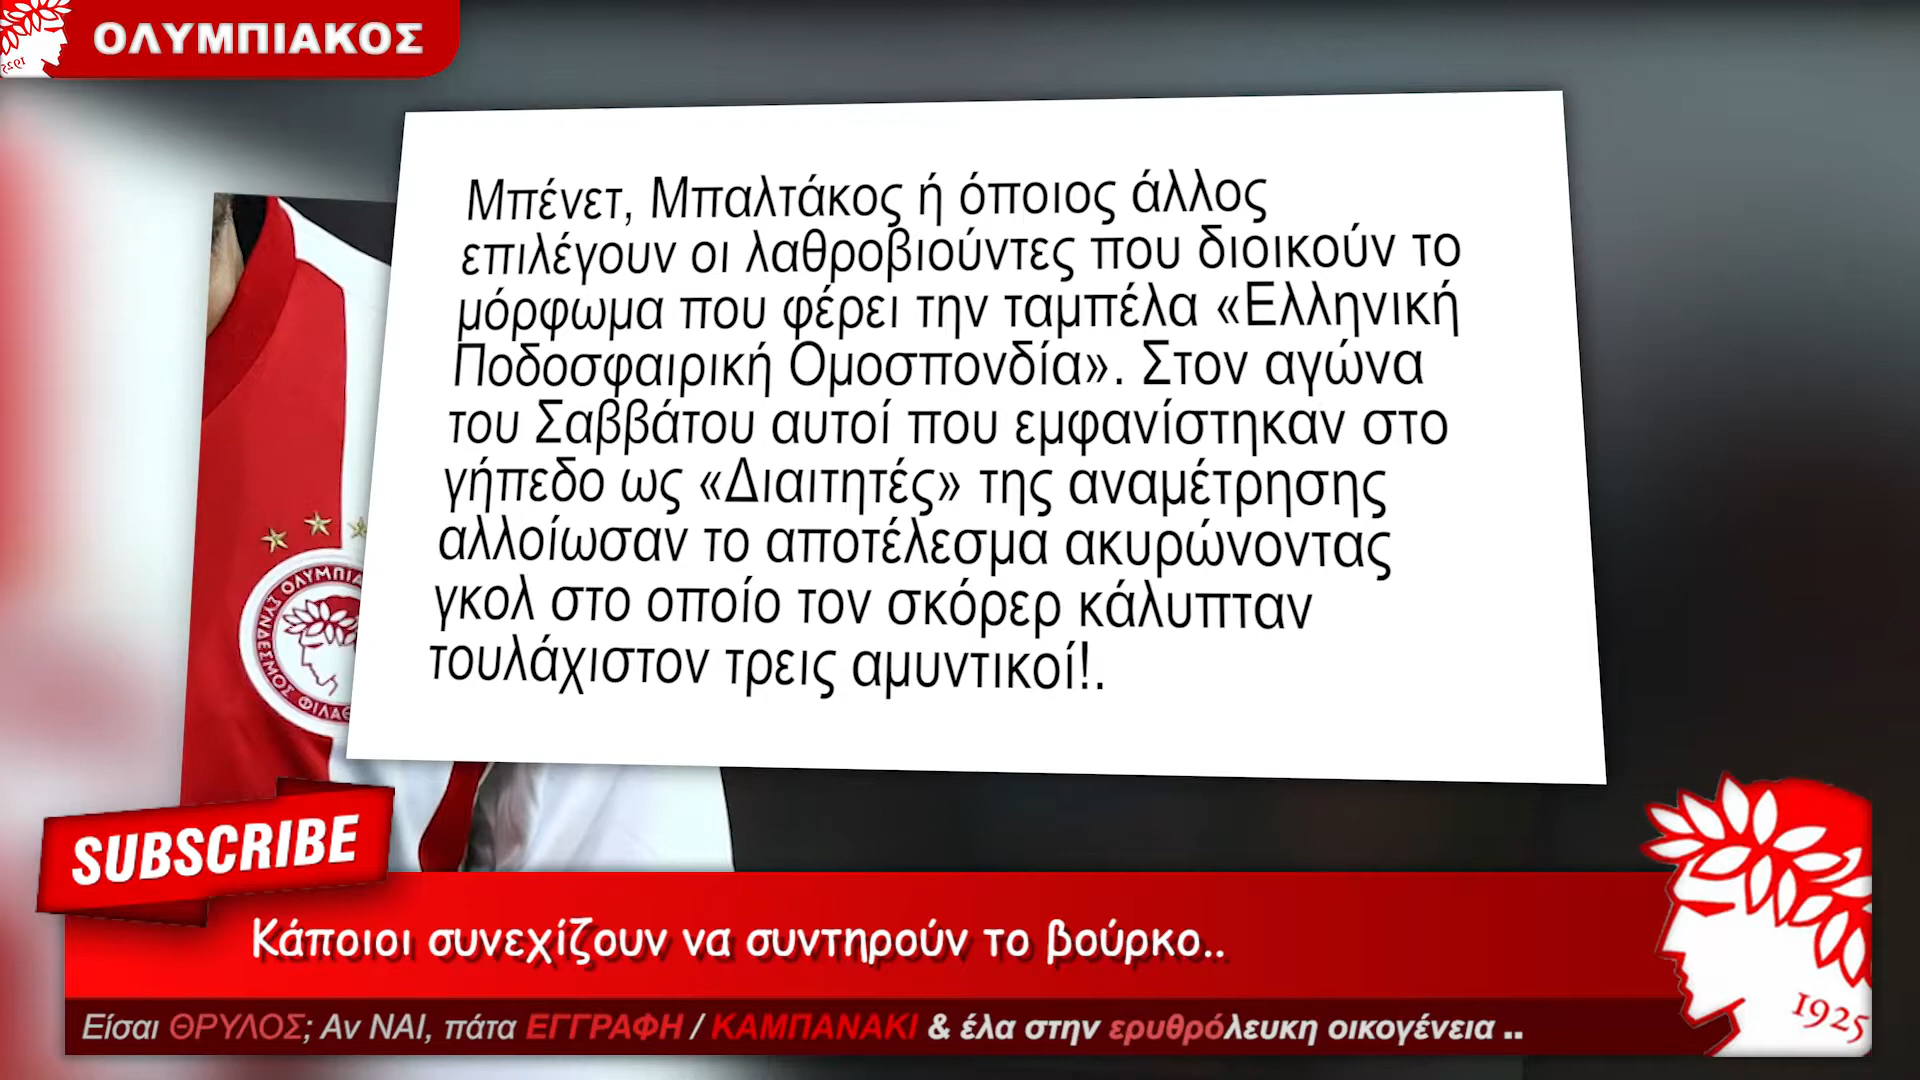 ΟΛΥΜΠΙΑΚΟΣ
1925
Μπένετ, Μπαλτάκος ή όποιος άλλος
επιλέγουν οι λαθροβιούντες που διοικούν το
μόρφωμα που φέρει την ταμπέλα «Ελληνική
Ποδοσφαιρική Ομοσπονδία». Στον αγώνα
του Σαββάτου αυτοί που εμφανίστηκαν στο
γήπεδο ως «Διαιτητές» της αναμέτρησης
αλλοίωσαν το αποτέλεσμα ακυρώνοντας
γκολ στο οποίο τον σκόρερ κάλυπταν
τουλάχιστον τρεις αμυντικοί!.
ΣΥΝΔΕΣΜΟΣ
SUBSCRIBE
Κάποιοι συνεχίζουν να συντηρούν το βούρκο..
1925
Είσαι ΘΡΥΛΟΣ; Αν ΝΑΙ, πάτα ΕΓΓΡΑΦΗ / ΚΑΜΠΑΝΑΚΙ & έλα στην ερυθρόλευκη οικογένεια ..